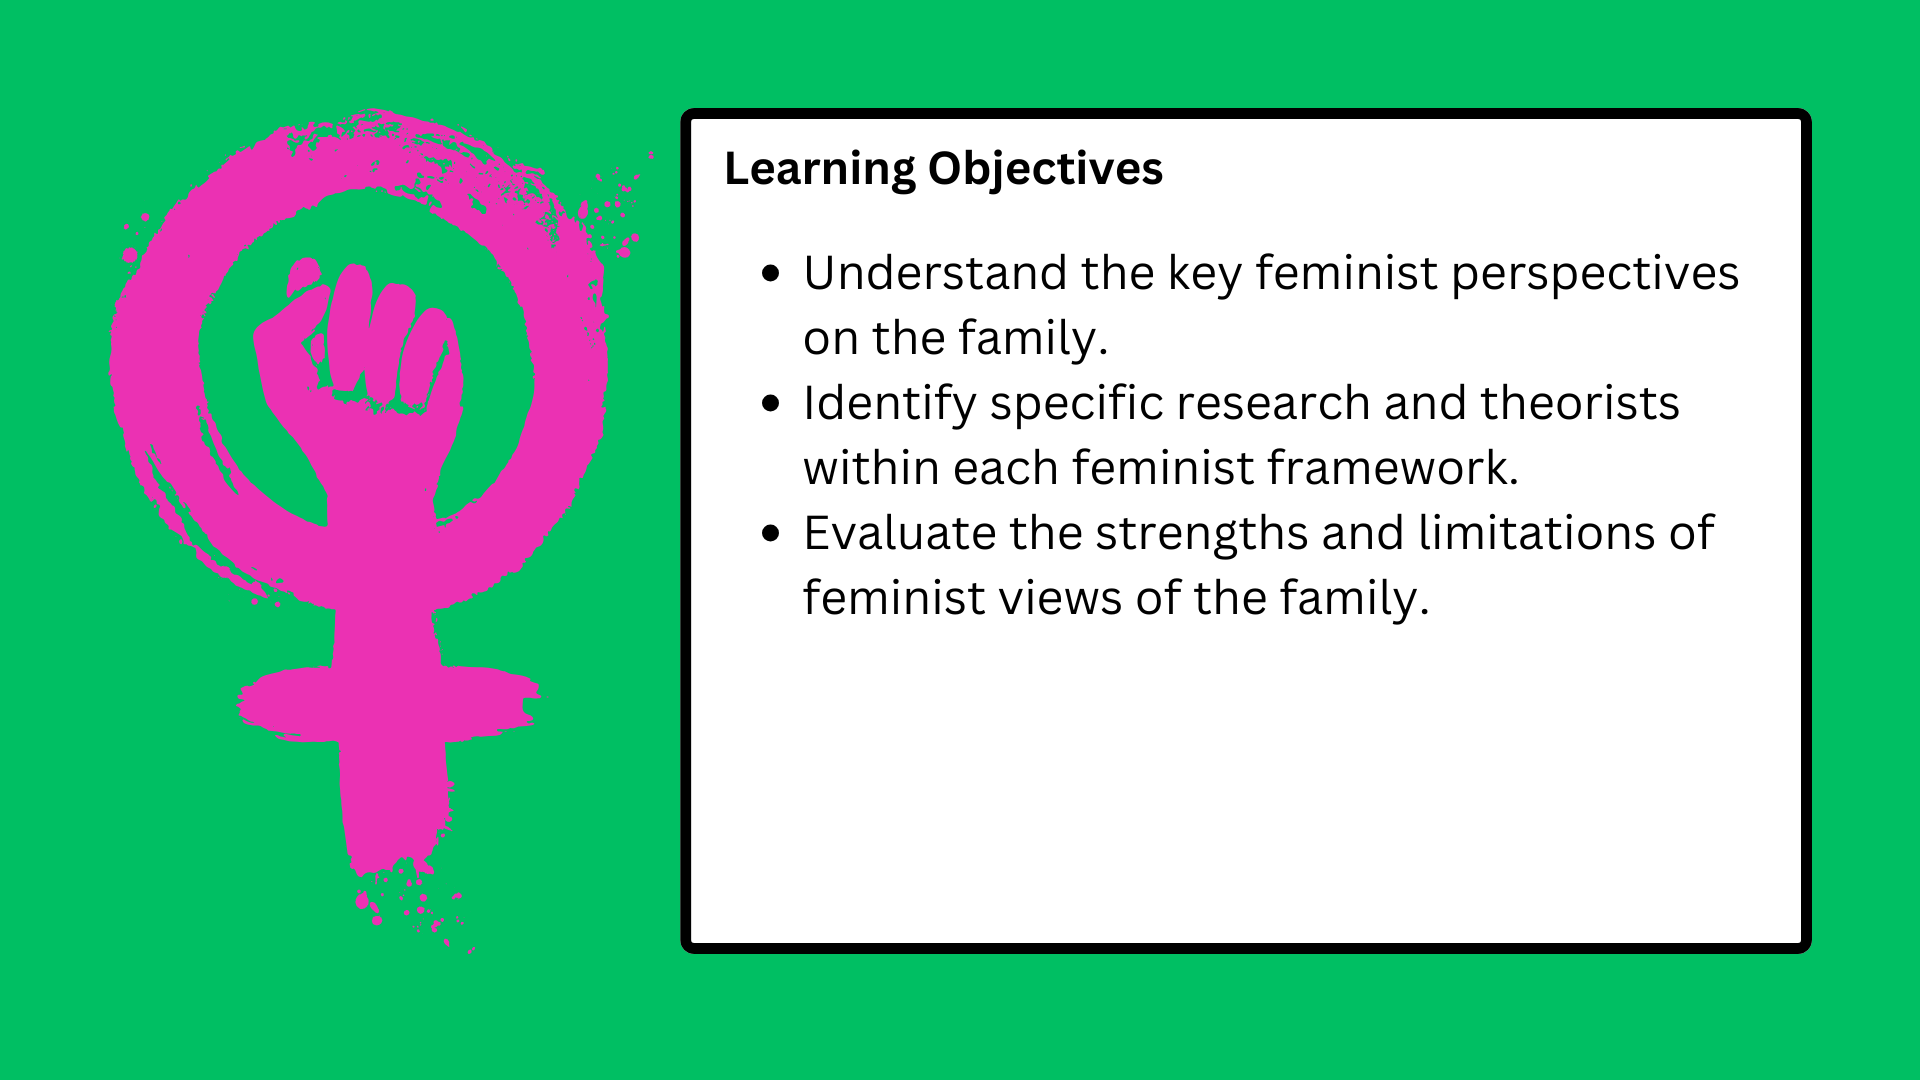 Learning Objectives
• Understand the key feminist perspectives
on the family.
• Identify specific research and theorists
within each feminist framework.
• Evaluate the strengths and limitations of
feminist views of the family.